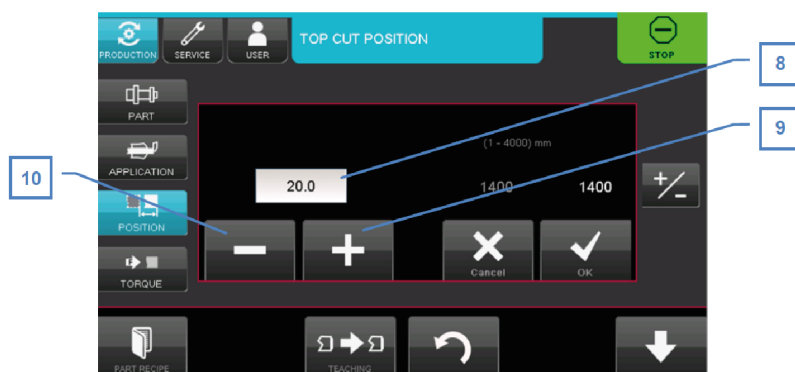 PRODUCTION
SERVICE
USER
TOP CUT POSITION
STOP
8
PART
9
(1 - 4000) mm
APPLICATION
10
20.0
1400
1400
+/-
POSITION
Cancel
OK
TORQUE
PART RECIPE
TEACHING